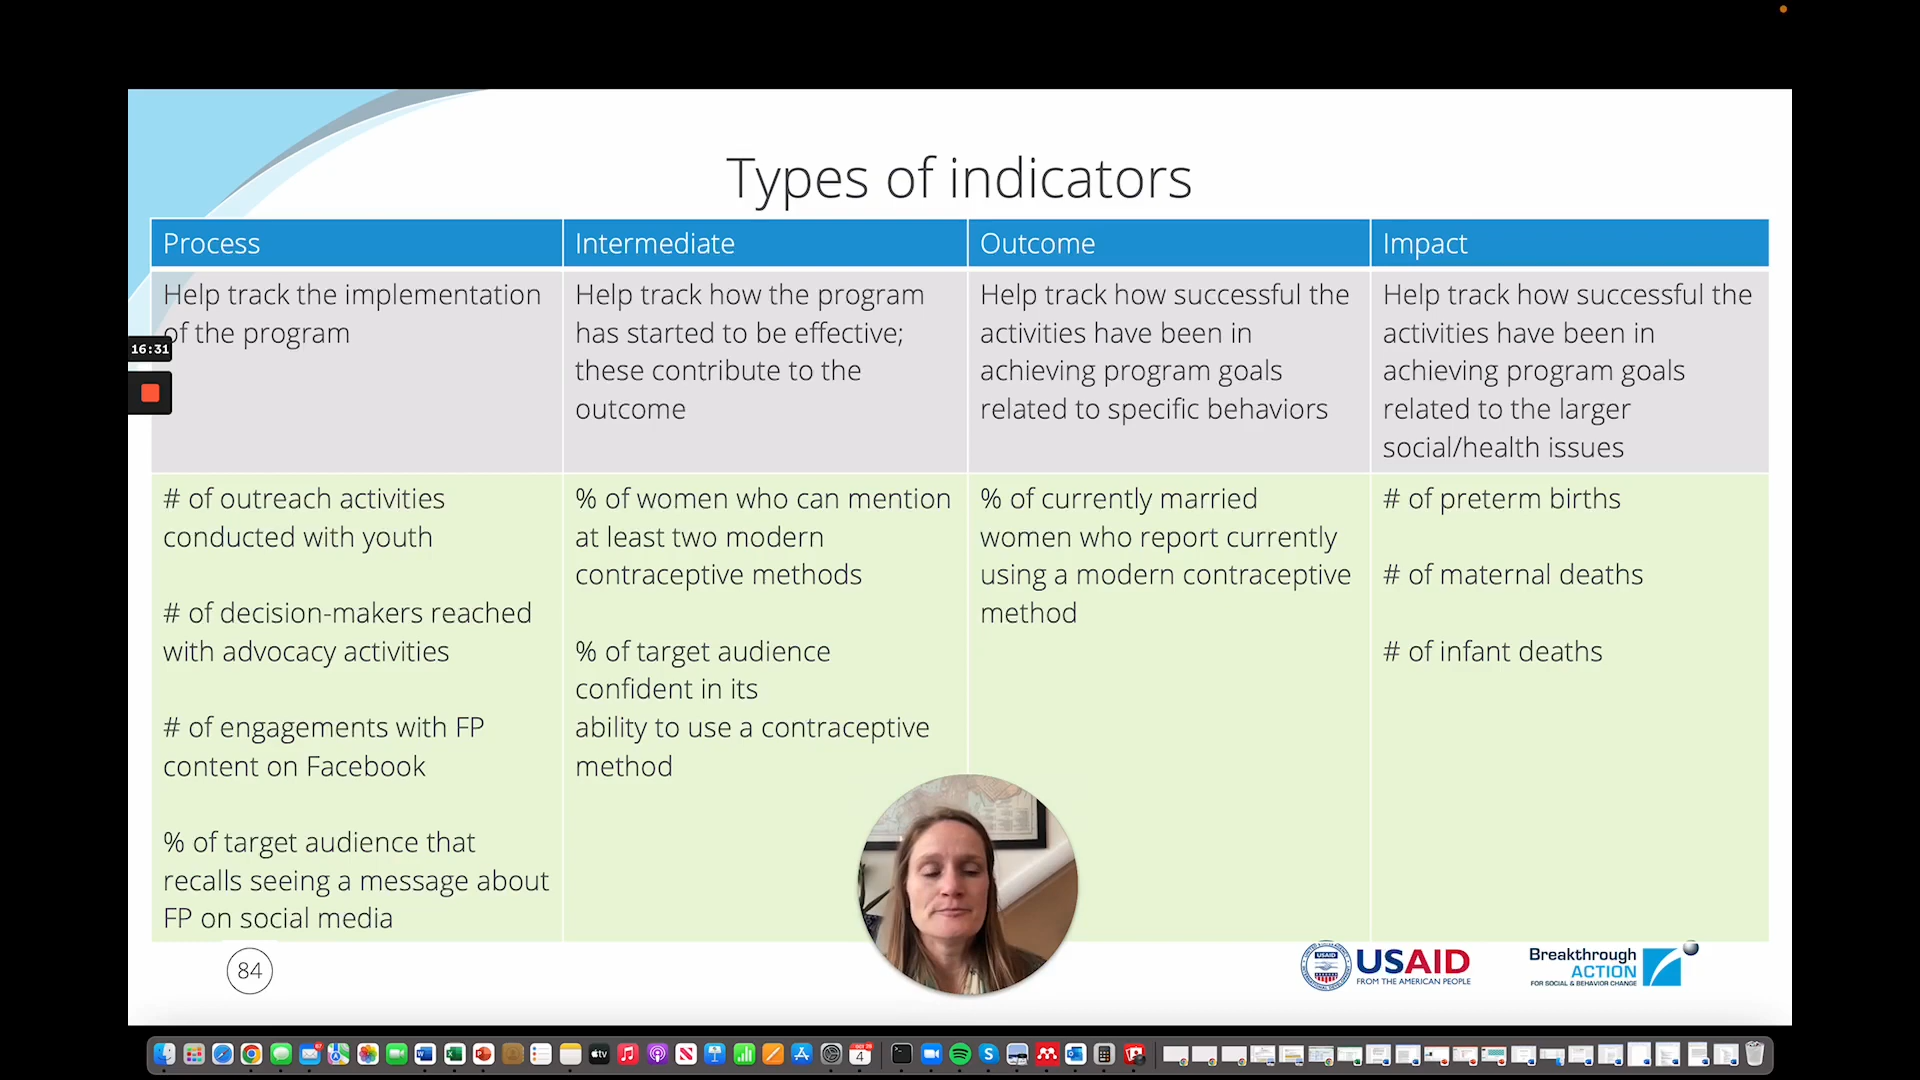 Types of indicators
Process
Intermediate
Outcome
Impact
Help track the implementation
of the program
Help track how the program
has started to be effective;
these contribute to the
outcome
Help track how successful the
activities have been in
achieving program goals
related to specific behaviors
Help track how successful the
activities have been in
achieving program goals
related to the larger
social/health issues
16:31
# of outreach activities
conducted with youth
# of decision-makers reached
with advocacy activities
# of engagements with FP
content on Facebook
% of target audience that
recalls seeing a message about
FP on social media
% of women who can mention
at least two modern
contraceptive methods
% of target audience
confident in its
ability to use a contraceptive
method
% of currently married
women who report currently
using a modern contraceptive
method
# of preterm births
# of maternal deaths
# of infant deaths
84
USAID
USAID
FROM THE AMERICAN PEOPLE
Breakthrough
ACTION
FOR SOCIAL & BEHAVIOR CHANGE
tv
4